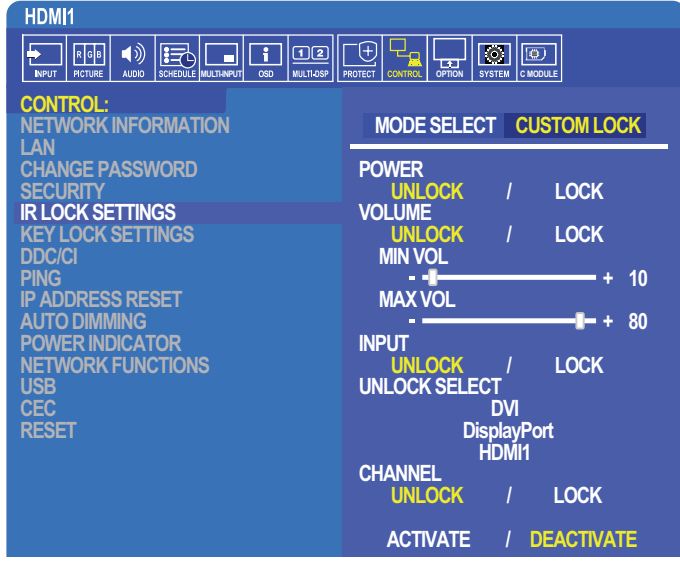 HDMI1
INPUT
R G B
PICTURE
AUDIO
SCHEDULE
MULTI-INPUT
OSD
1 2
MULTI-DSP
PROTECT
CONTROL
OPTION
SYSTEM
C MODULE
CONTROL:
NETWORK INFORMATION
LAN
CHANGE PASSWORD
SECURITY
IR LOCK SETTINGS
KEY LOCK SETTINGS
DDC/CI
PING
IP ADDRESS RESET
AUTO DIMMING
POWER INDICATOR
NETWORK FUNCTIONS
USB
CEC
RESET
MODE SELECT CUSTOM LOCK
POWER
UNLOCK / LOCK
VOLUME
UNLOCK / LOCK
MIN VOL
- + 10
MAX VOL
- + 80
INPUT
UNLOCK / LOCK
UNLOCK SELECT
DVI
DisplayPort
HDMI1
CHANNEL
UNLOCK / LOCK
ACTIVATE / DEACTIVATE